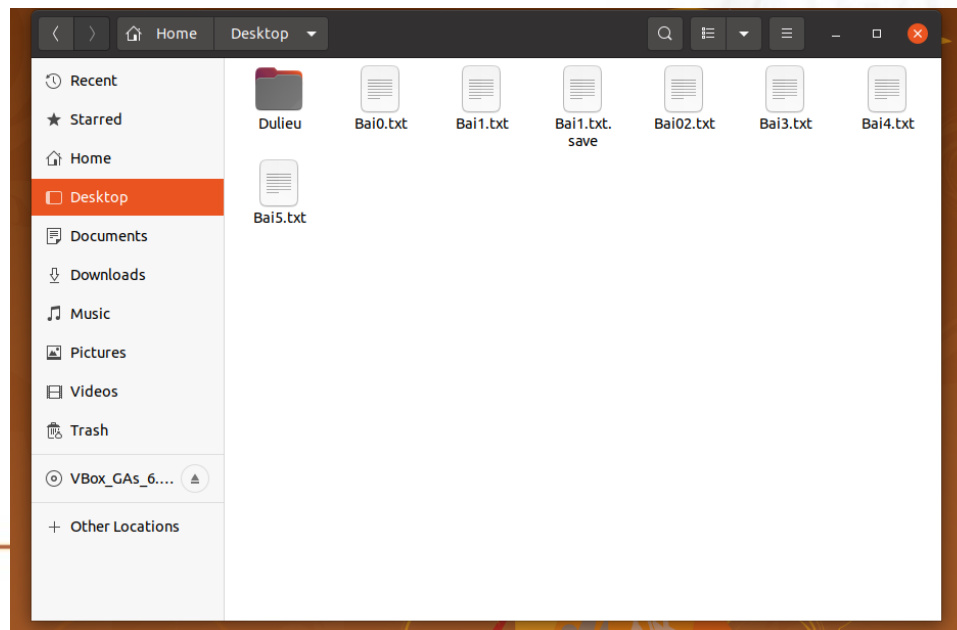 Home Desktop
Recent
Starred
Home
Desktop
Documents
Downloads
Music
Pictures
Videos
Trash
VBox_GAs_6....
Other Locations
Dulieu Bai0.txt Bai1.txt Bai1.txt. Bai02.txt Bai3.txt Bai4.txt
save
Bai5.txt